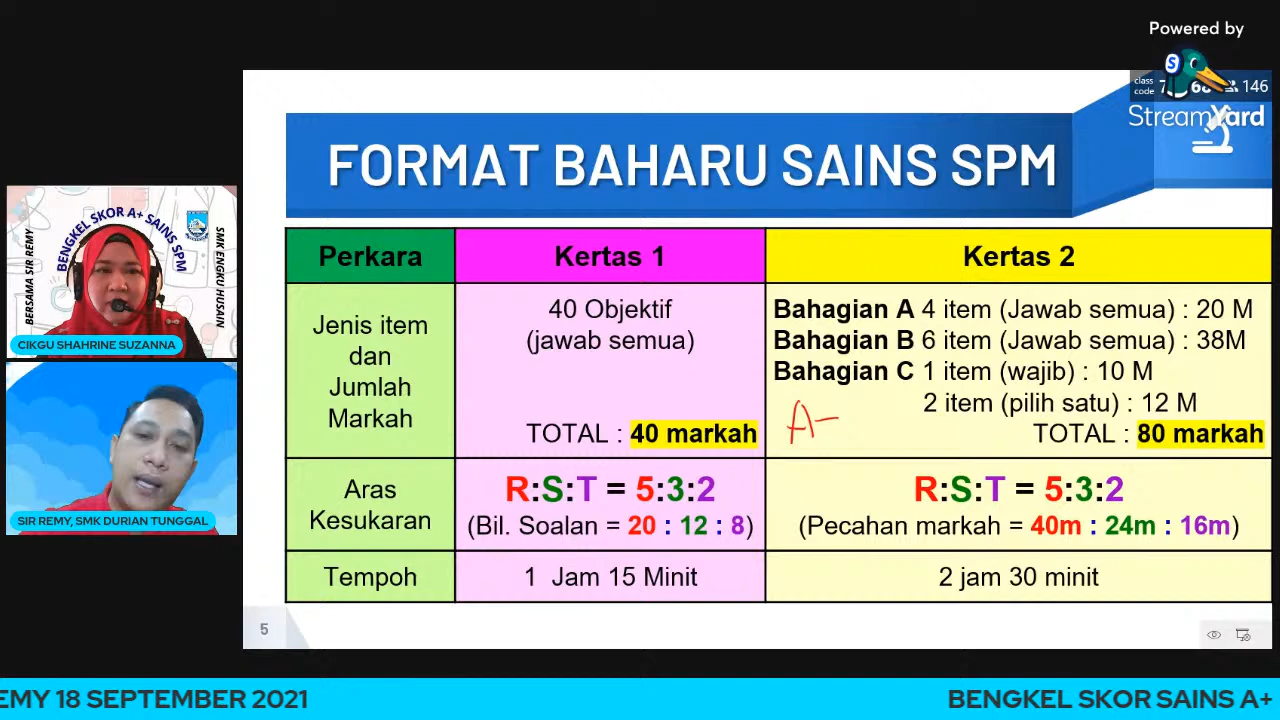 Powered by
StreamYard
class
code
146
FORMAT BAHARU SAINS SPM
Perkara
Kertas 1
Kertas 2
Jenis item
dan
Jumlah
Markah
40 Objektif
(jawab semua)
TOTAL : 40 markah
Bahagian A 4 item (Jawab semua) : 20 M
Bahagian B 6 item (Jawab semua) : 38M
Bahagian C 1 item (wajib) : 10 M
2 item (pilih satu) : 12 M
A-
TOTAL : 80 markah
Aras
Kesukaran
R:S:T = 5:3:2
(Bil. Soalan = 20 : 12 : 8)
R:S:T = 5:3:2
(Pecahan markah = 40m : 24m : 16m)
Tempoh
1 Jam 15 Minit
2 jam 30 minit
5
BENGKEL SKOR A+ SAINS SPM
BERSAMA SIR REMY
SMK ENGKU HUSAIN
CIKGU SHAHRINE SUZANNA
SIR REMY, SMK DURIAN TUNGGAL
EMY 18 SEPTEMBER 2021
BENGKEL SKOR SAINS A+